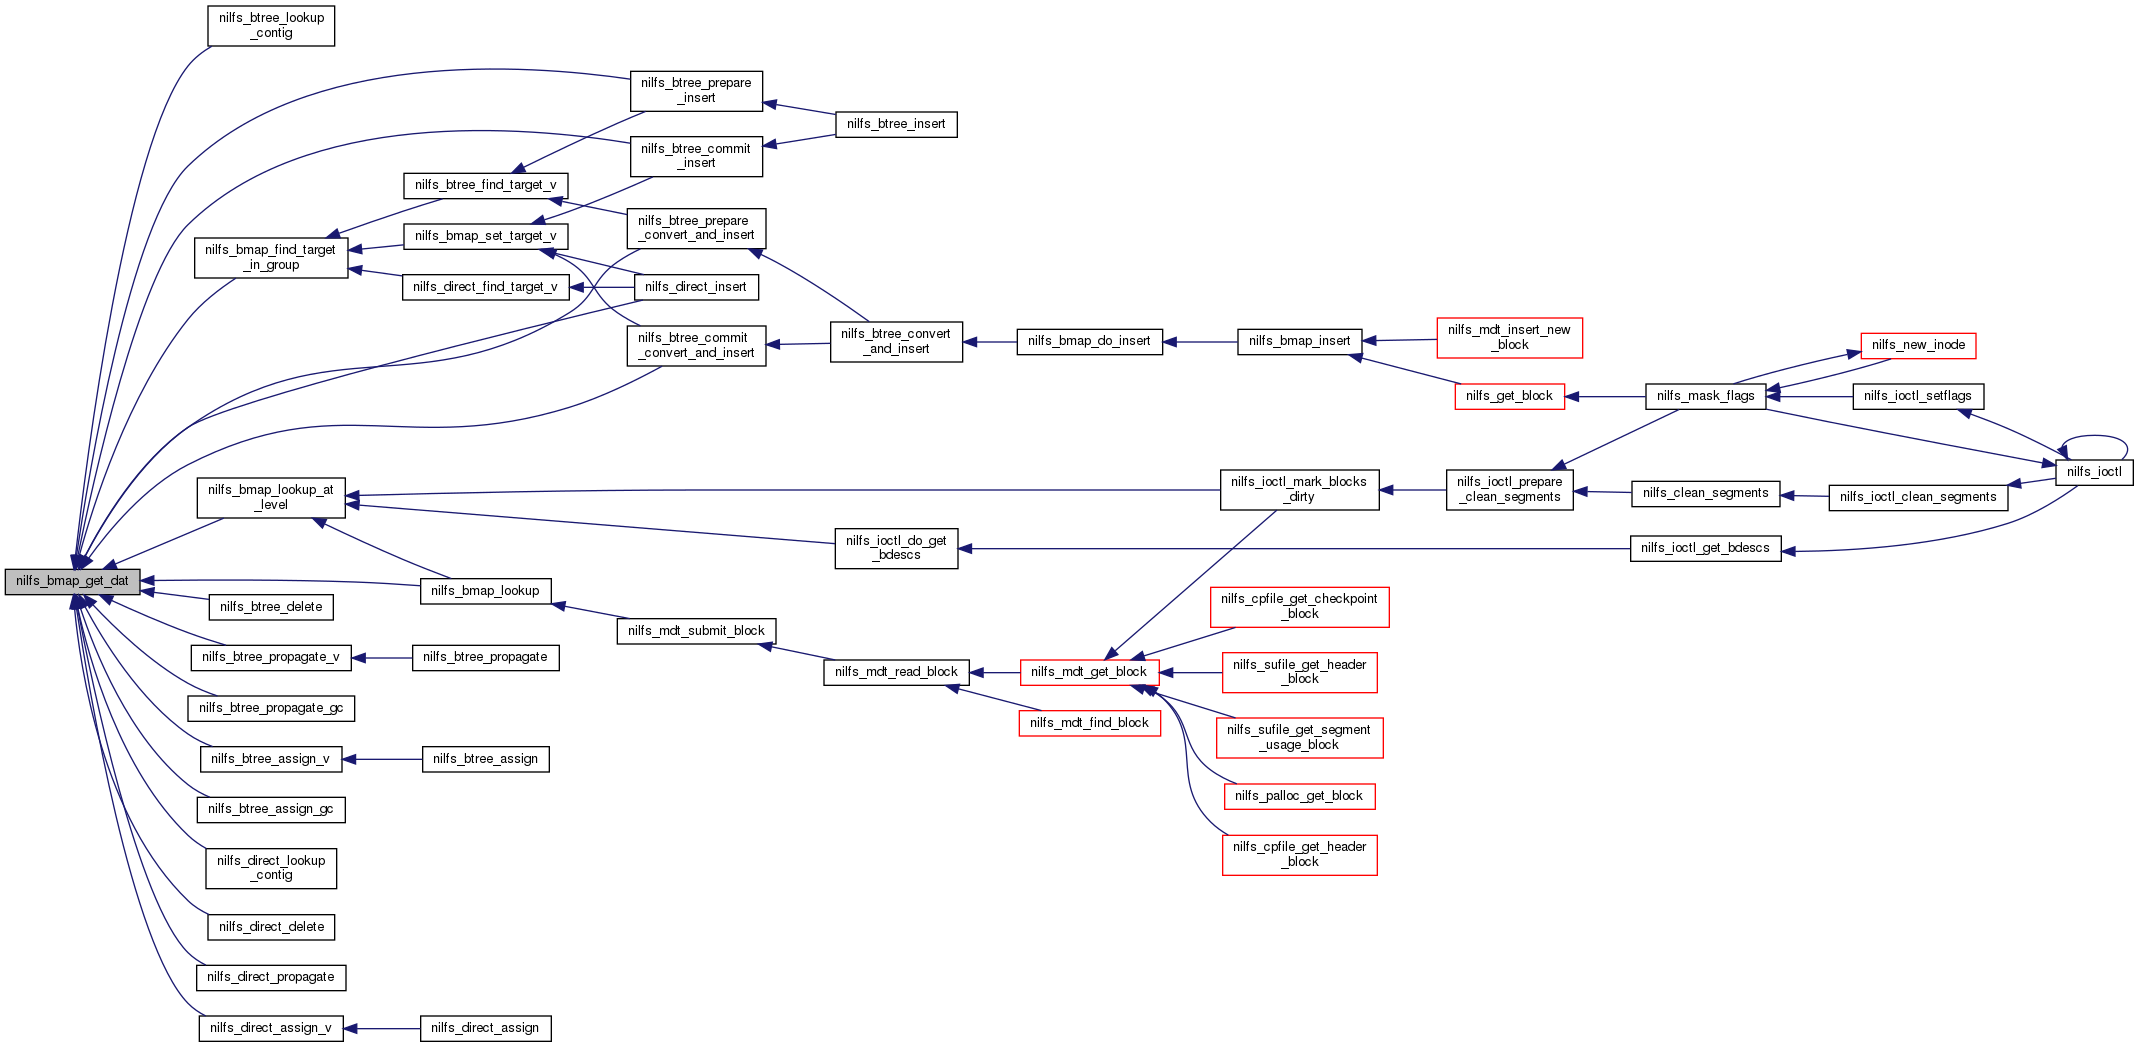 nilfs_btree_lookup
_contig
nilfs_btree_prepare
_insert
nilfs_btree_insert
nilfs_btree_commit
_insert
nilfs_btree_find_target_v
nilfs_btree_prepare
_convert_and_insert
nilfs_bmap_set_target_v
nilfs_bmap_find_target
_in_group
nilfs_direct_find_target_v
nilfs_direct_insert
nilfs_btree_commit
_convert_and_insert
nilfs_btree_convert
_and_insert
nilfs_bmap_do_insert
nilfs_bmap_insert
nilfs_mdt_insert_new
_block
nilfs_new_inode
nilfs_get_block
nilfs_mask_flags
nilfs_ioctl_setflags
nilfs_ioctl
nilfs_bmap_lookup_at
_level
nilfs_ioctl_mark_blocks
_dirty
nilfs_ioctl_prepare
_clean_segments
nilfs_clean_segments
nilfs_ioctl_clean_segments
nilfs_ioctl_do_get
_bdescs
nilfs_ioctl_get_bdescs
nilfs_bmap_get_dat
nilfs_bmap_lookup
nilfs_btree_delete
nilfs_cpfile_get_checkpoint
_block
nilfs_mdt_submit_block
nilfs_btree_propagate_v
nilfs_btree_propagate
nilfs_mdt_read_block
nilfs_mdt_get_block
nilfs_sufile_get_header
_block
nilfs_btree_propagate_gc
nilfs_mdt_find_block
nilfs_sufile_get_segment
_usage_block
nilfs_btree_assign_v
nilfs_btree_assign
nilfs_palloc_get_block
nilfs_btree_assign_gc
nilfs_cpfile_get_header
_block
nilfs_direct_lookup
_contig
nilfs_direct_delete
nilfs_direct_propagate
nilfs_direct_assign_v
nilfs_direct_assign